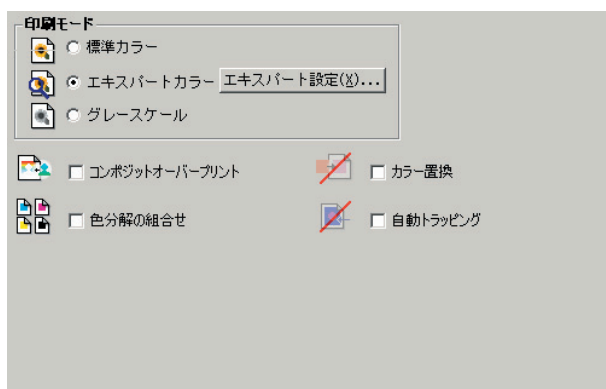 印刷モード
標準カラー
エキスパートカラー エキスパート設定(X)...
グレースケール
コンポジットオーバープリント カラー置換
色分解の組合せ 自動トラッピング